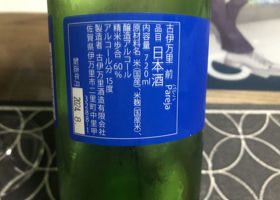 古伊万里 前 Pareja
品目 日本酒
内容量 720ml
原材料名 米(国産)、米麹(国産米)、
醸造アルコール
精米歩合 60%
アルコール分 15度
製造者 古伊万里酒造有限会社
佐賀県伊万里市二里町中里甲
3288-1
製造年月
2024.8